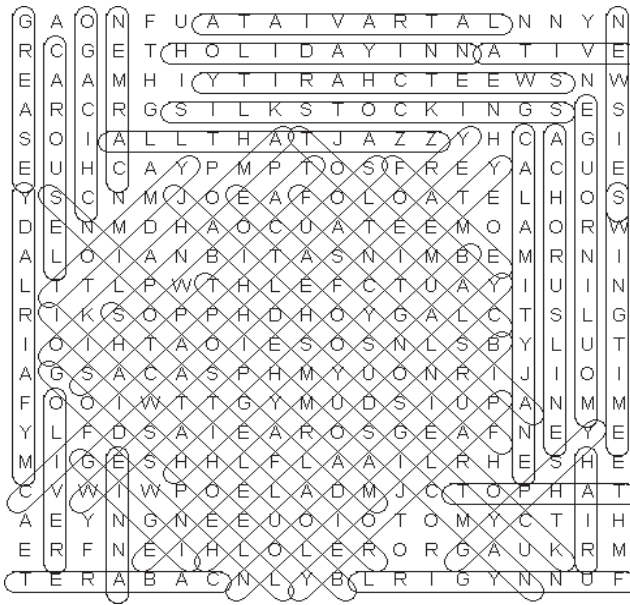 G A O N F U A T A I V A R T A L N N Y N
R C G E T H O L I D A Y I N N A T I V E
E A A M H I Y T I R A H C T E E W S N W
A R C R G S I L K S T O C K I N G S E S
S O I A L L T H A T J A Z Z Y H C A G I
E U H C A Y P M P T O S F R E Y A C U E
Y S C N M J O E A F O L O A T E L H O S
D E N M D H A O C U A T E E M O A O R W
A L O I A N B I T A S N I M B E M R N I
L T T L P W T H L E F C T U A Y I U I N
R I K S O P P H D H O Y G A L C T S L G
I O I H T A O I E S O S N L S B Y L U T
A G S A C A S P H M Y U O N R I J I O I
F O O I W T T G Y M U D S I U P A N M M
Y L F D S A I E A R O S G E A F N E Y E
M I G E S H H L F L A A I L R H E S H E
C V W I W P O E L A D M J C T O P H A T
A E Y N G N E E U O I O T O M Y C T I H
E R F N E I H L O L E R O R G A U K R M
T E R A B A C N L Y B L R I G Y N N U F